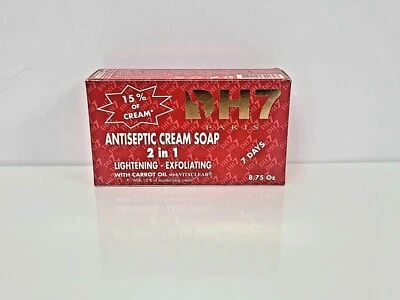 15% OF CREAM*
DH7
PARIS
ANTISEPTIC CREAM SOAP
2 in 1
LIGHTENING - EXFOLIATING
WITH CARROT OIL
7 DAYS
8,75 Oz